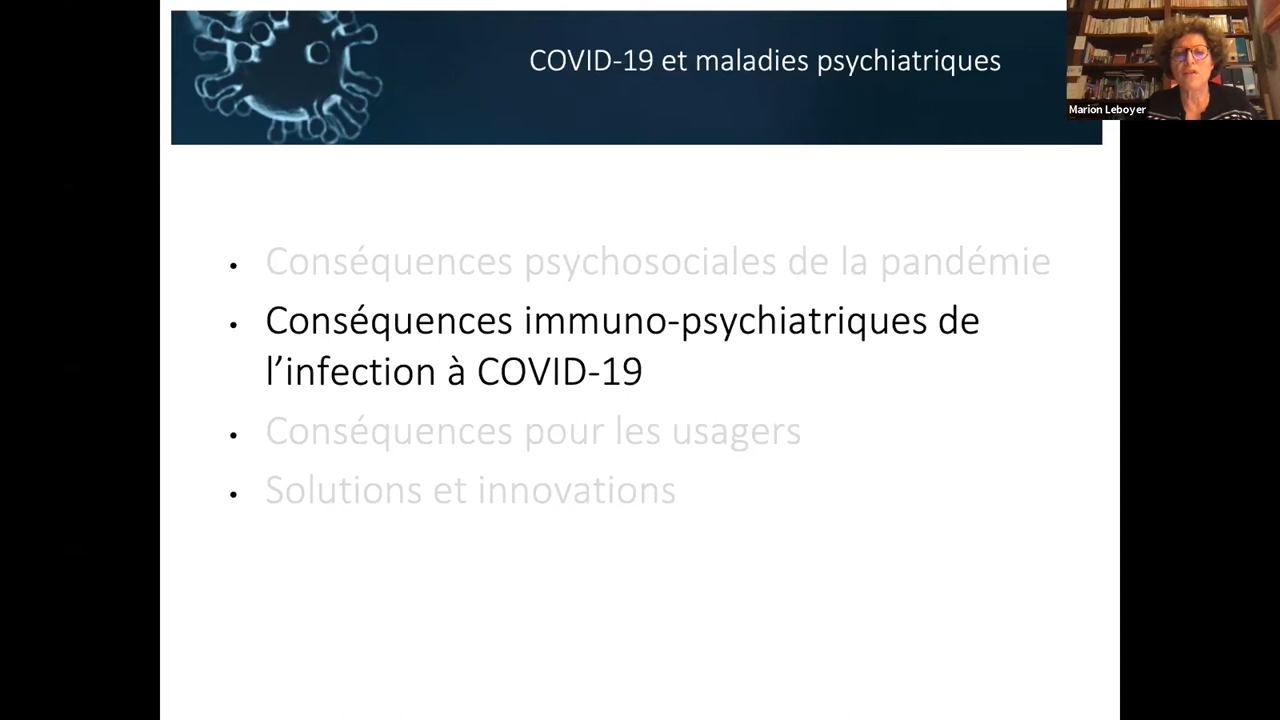 COVID-19 et maladies psychiatriques
Marion Leboyer
• Conséquences psychosociales de la pandémie
• Conséquences immuno-psychiatriques de
l’infection à COVID-19
• Conséquences pour les usagers
• Solutions et innovations